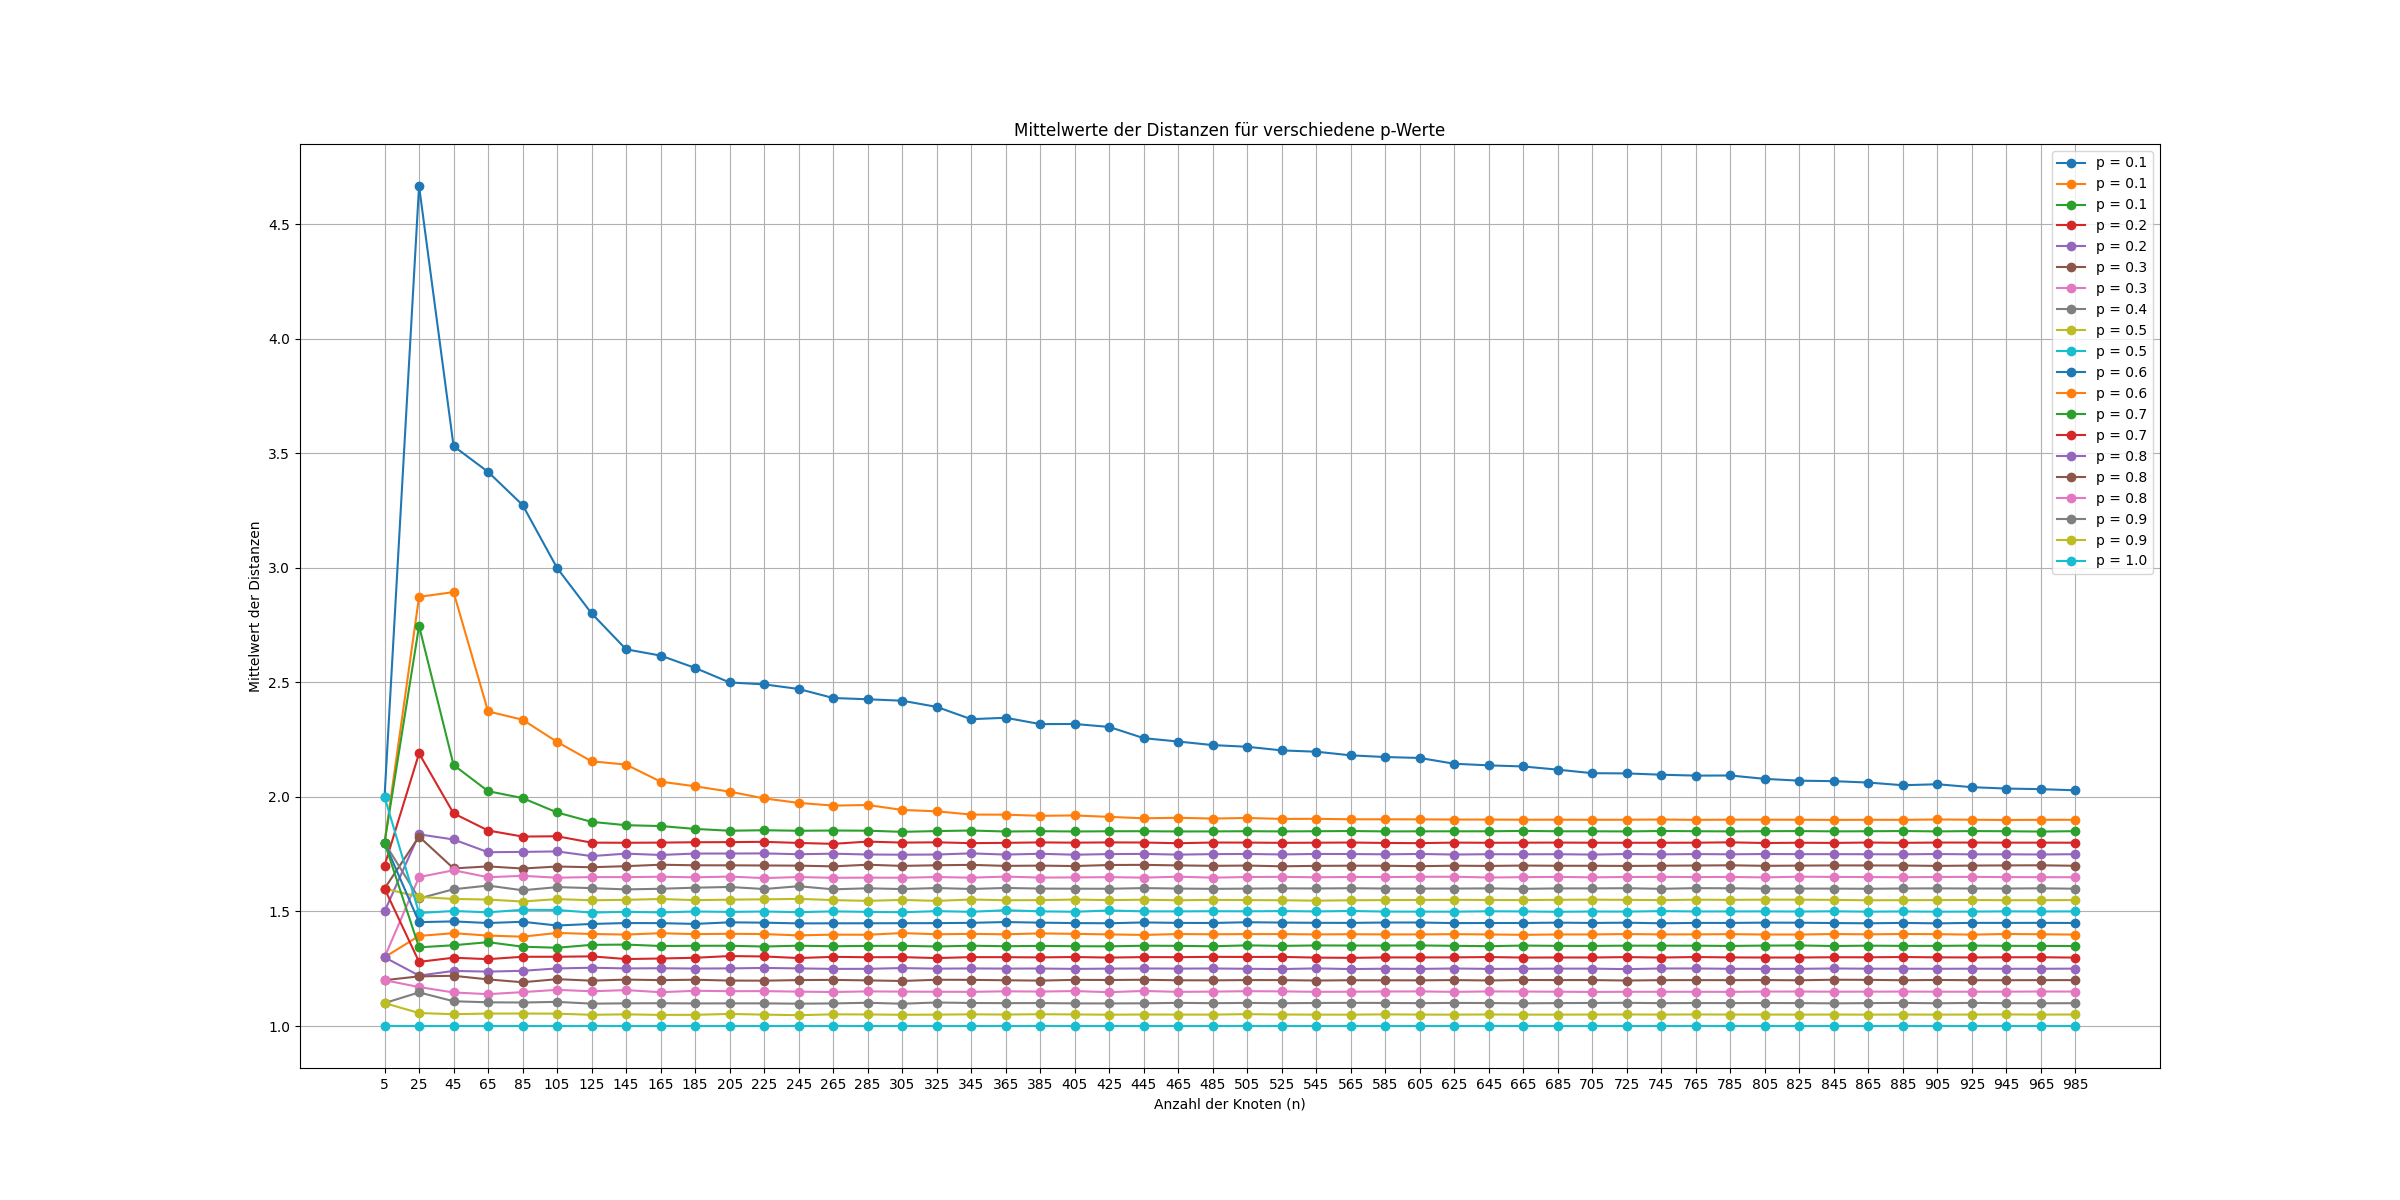 Mittelwerte der Distanzen für verschiedene p-Werte
p = 0.1
p = 0.1
p = 0.1
p = 0.2
p = 0.2
p = 0.3
p = 0.3
p = 0.4
p = 0.5
p = 0.5
p = 0.6
p = 0.6
p = 0.7
p = 0.7
p = 0.8
p = 0.8
p = 0.8
p = 0.9
p = 0.9
p = 1.0
4.5
4.0
3.5
3.0
2.5
2.0
1.5
1.0
Mittelwert der Distanzen
5 25 45 65 85 105 125 145 165 185 205 225 245 265 285 305 325 345 365 385 405 425 445 465 485 505 525 545 565 585 605 625 645 665 685 705 725 745 765 785 805 825 845 865 885 905 925 945 965 985
Anzahl der Knoten (n)